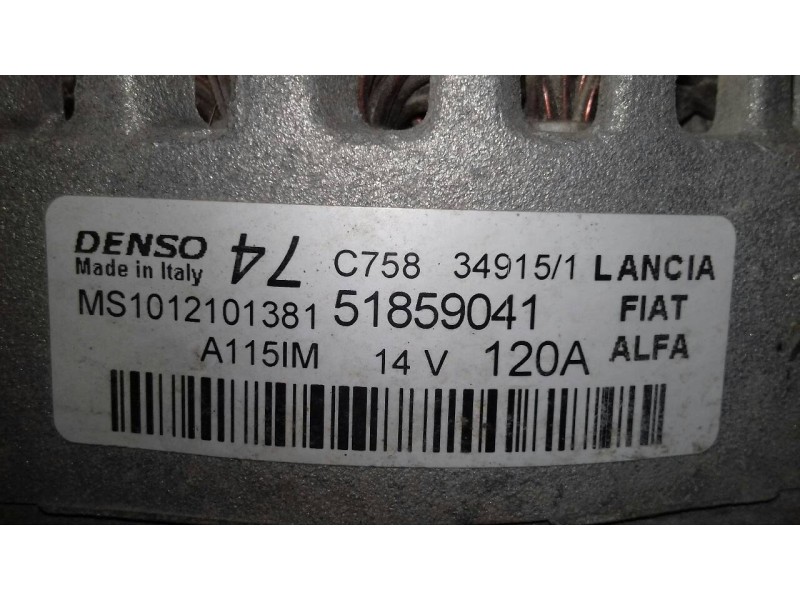 DENSO 74 C758 34915/1 LANCIA
Made in Italy
MS1012101381 51859041 FIAT
A115IM 14 V 120A ALFA